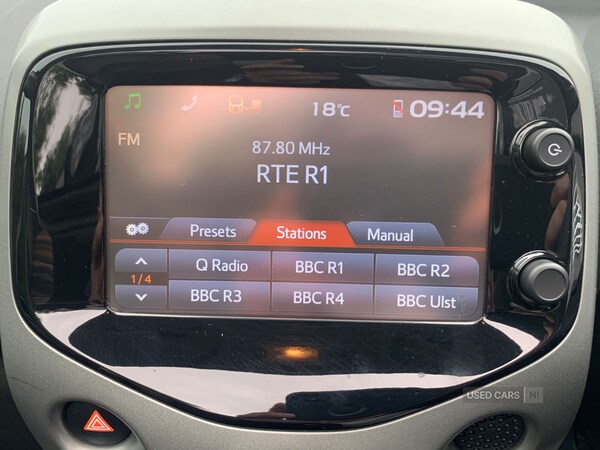 18°C 09:44
FM
87.80 MHz
RTE R1
Presets Stations Manual
Q Radio BBC R1 BBC R2
1/4
BBC R3 BBC R4 BBC Ulst
USED CARS NI